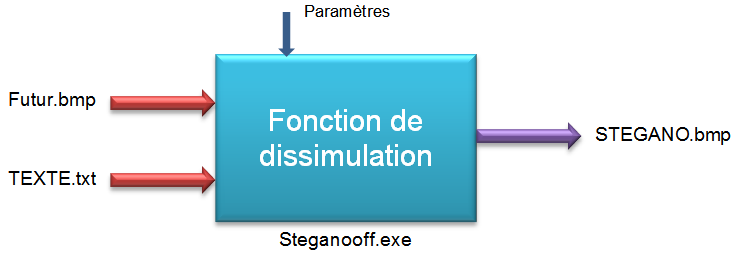 Paramètres
Futur.bmp
Fonction de
dissimulation
STEGANO.bmp
TEXTE.txt
Steganooff.exe